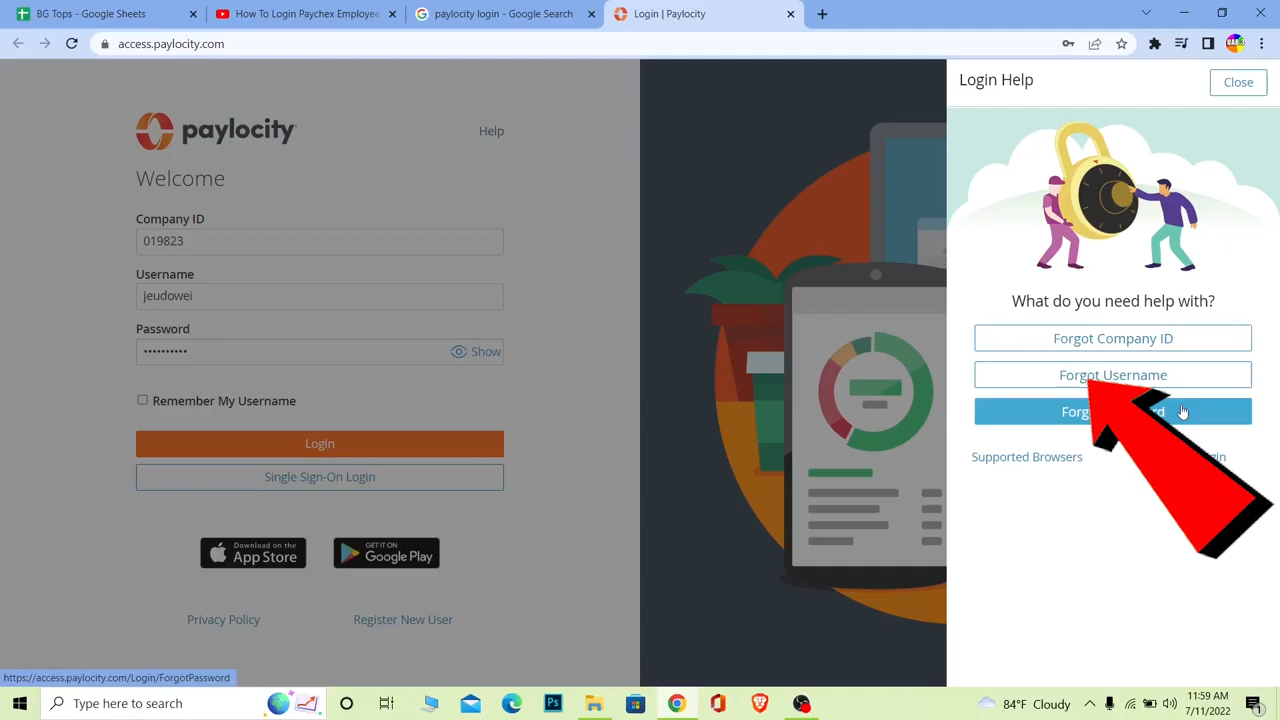 BG Tops - Google Sheets
How To Login Paychex Employee
paylocity login - Google Search
Login | Paylocity
access.paylocity.com
Login Help
Close
paylocity
Help
Welcome
Company ID
019823
Username
jeudowei
Password
••••••••••
Show
Remember My Username
Login
Single Sign-On Login
Download on the
App Store
GET IT ON
Google Play
Privacy Policy
Register New User
What do you need help with?
Forgot Company ID
Forgot Username
Supported Browsers
https://access.paylocity.com/Login/ForgotPassword
Type here to search
Ps
84°F Cloudy
11:59 AM
7/11/2022
1